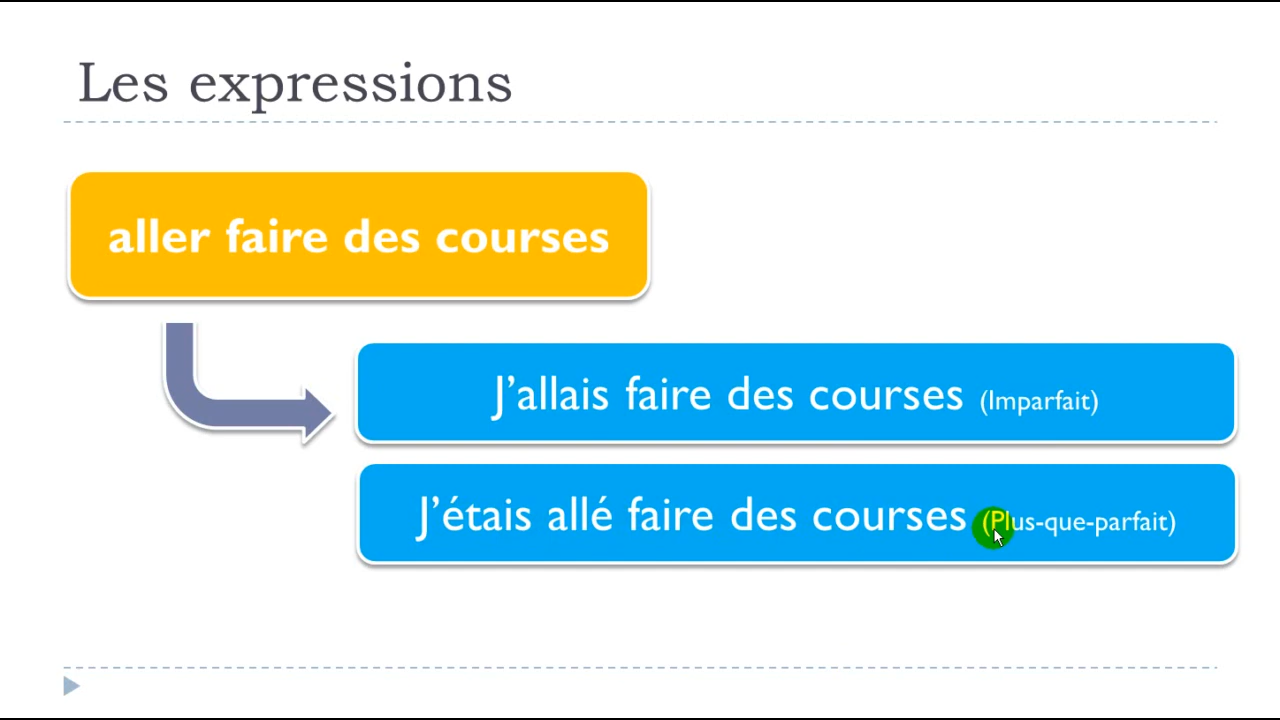 Les expressions
aller faire des courses
J’allais faire des courses (Imparfait)
J’étais allé faire des courses (Plus-que-parfait)